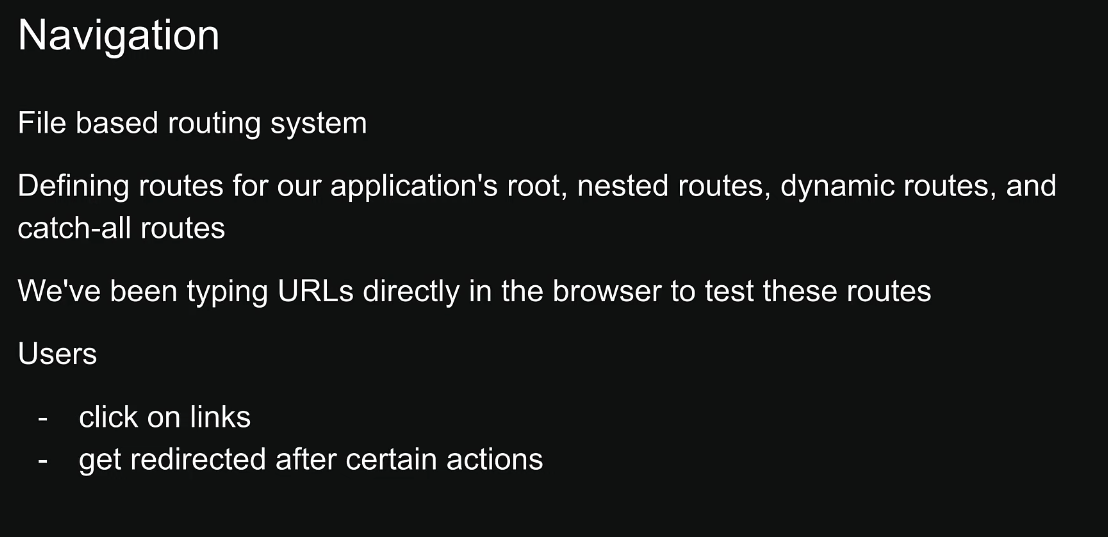 Navigation
File based routing system
Defining routes for our application's root, nested routes, dynamic routes, and
catch-all routes
We've been typing URLs directly in the browser to test these routes
Users
- click on links
- get redirected after certain actions